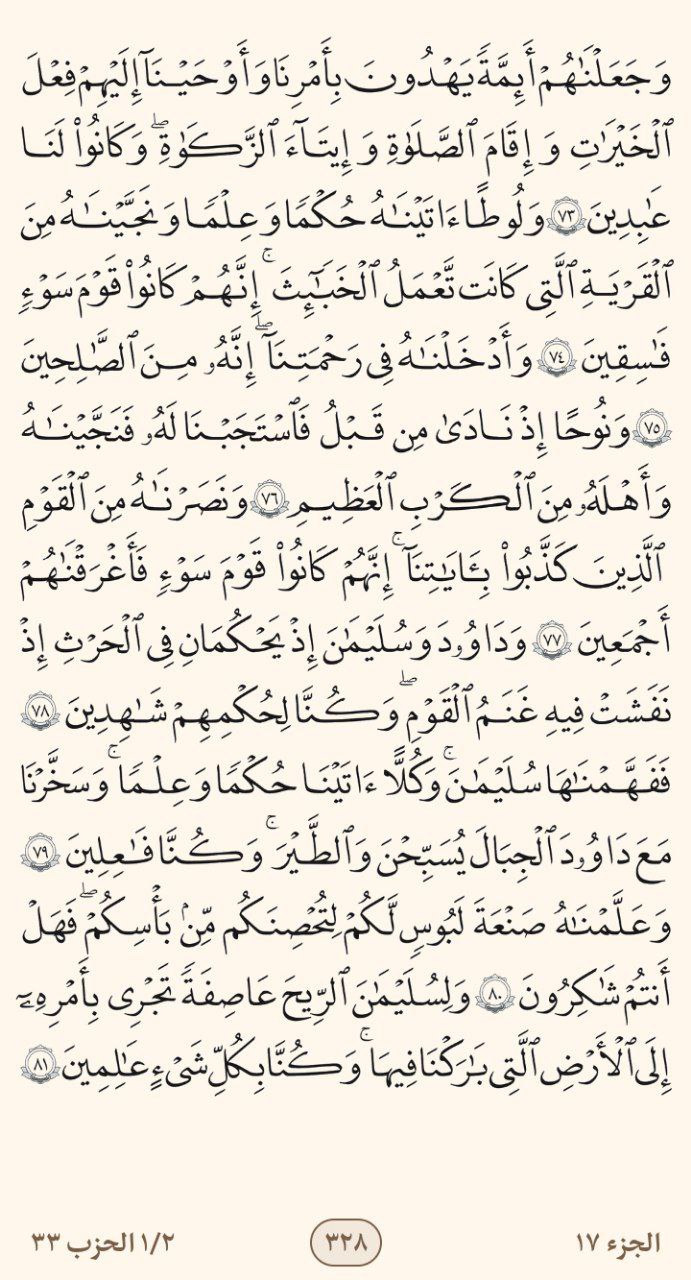 وَجَعَلْنَٰهُمْ أَئِمَّةً يَهْدُونَ بِأَمْرِنَا وَأَوْحَيْنَآ إِلَيْهِمْ فِعْلَ
ٱلْخَيْرَٰتِ وَإِقَامَ ٱلصَّلَوٰةِ وَإِيتَآءَ ٱلزَّكَوٰةِ ۖ وَكَانُوا۟ لَنَا
عَٰبِدِينَ ٧٣ وَلُوطًا ءَاتَيْنَٰهُ حُكْمًا وَعِلْمًا وَنَجَّيْنَٰهُ مِنَ
ٱلْقَرْيَةِ ٱلَّتِى كَانَت تَّعْمَلُ ٱلْخَبَٰٓئِثَ ۚ إِنَّهُمْ كَانُوا۟ قَوْمَ سَوْءٍ
فَٰسِقِينَ ٧٤ وَأَدْخَلْنَٰهُ فِى رَحْمَتِنَآ ۖ إِنَّهُۥ مِنَ ٱلصَّٰلِحِينَ
٧٥ وَنُوحًا إِذْ نَادَىٰ مِن قَبْلُ فَٱسْتَجَبْنَا لَهُۥ فَنَجَّيْنَٰهُ
وَأَهْلَهُۥ مِنَ ٱلْكَرْبِ ٱلْعَظِيمِ ٧٦ وَنَصَرْنَٰهُ مِنَ ٱلْقَوْمِ
ٱلَّذِينَ كَذَّبُوا۟ بِـَٔايَٰتِنَآ ۚ إِنَّهُمْ كَانُوا۟ قَوْمَ سَوْءٍ فَأَغْرَقْنَٰهُمْ
أَجْمَعِينَ ٧٧ وَدَاوُۥدَ وَسُلَيْمَٰنَ إِذْ يَحْكُمَانِ فِى ٱلْحَرْثِ إِذْ
نَفَشَتْ فِيهِ غَنَمُ ٱلْقَوْمِ ۖ وَكُنَّا لِحُكْمِهِمْ شَٰهِدِينَ ٧٨
فَفَهَّمْنَٰهَا سُلَيْمَٰنَ ۚ وَكُلًّا ءَاتَيْنَا حُكْمًا وَعِلْمًا ۚ وَسَخَّرْنَا
مَعَ دَاوُۥدَ ٱلْجِبَالَ يُسَبِّحْنَ وَٱلطَّيْرَ ۚ وَكُنَّا فَٰعِلِينَ ٧٩
وَعَلَّمْنَٰهُ صَنْعَةَ لَبُوسٍ لَّكُمْ لِتُحْصِنَكُم مِّنۢ بَأْسِكُمْ ۖ فَهَلْ
أَنتُمْ شَٰكِرُونَ ٨٠ وَلِسُلَيْمَٰنَ ٱلرِّيحَ عَاصِفَةً تَجْرِى بِأَمْرِهِۦٓ
إِلَى ٱلْأَرْضِ ٱلَّتِى بَٰرَكْنَا فِيهَا ۚ وَكُنَّا بِكُلِّ شَىْءٍ عَٰلِمِينَ ٨١
الجزء ١٧
٣٢٨
١/٢ الحزب ٣٣